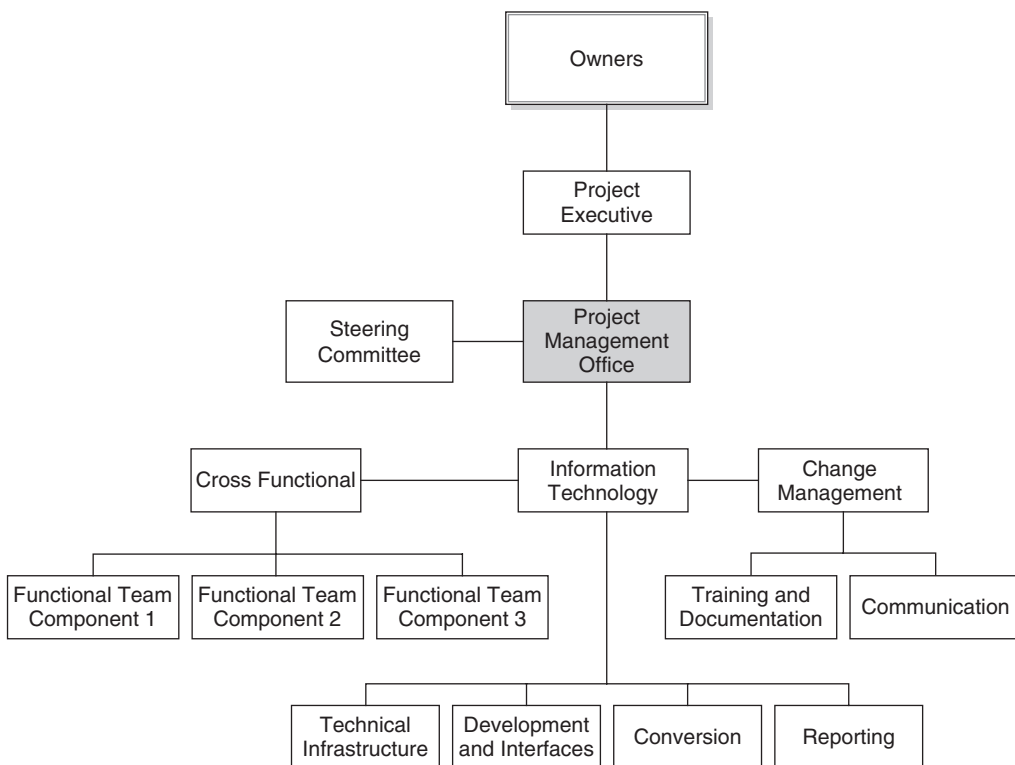 Owners
Project
Executive
Steering
Committee
Project
Management
Office
Cross Functional
Information
Technology
Change
Management
Functional Team
Component 1
Functional Team
Component 2
Functional Team
Component 3
Training and
Documentation
Communication
Technical
Infrastructure
Development
and Interfaces
Conversion
Reporting